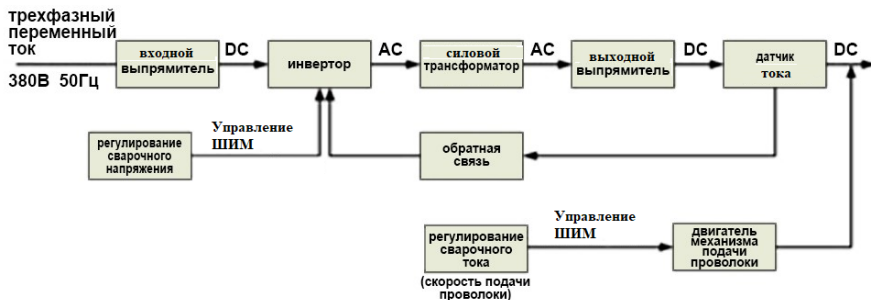 трехфазный
переменный
ток
380В 50Гц
входной
выпрямитель
DC
инвертор
AC
силовой
трансформатор
AC
выходной
выпрямитель
DC
датчик
тока
DC
регулирование
сварочного
напряжения
Управление
ШИМ
обратная
связь
регулирование
сварочного
тока
(скорость подачи
проволоки)
Управление
ШИМ
двигатель
механизма
подачи
проволоки